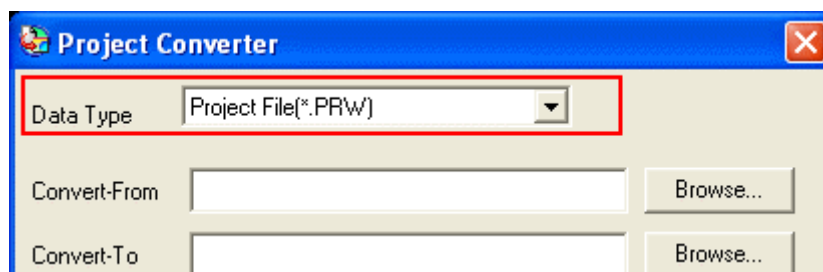 Project Converter
Data Type Project File(*.PRW)
Convert-From Browse...
Convert-To Browse...